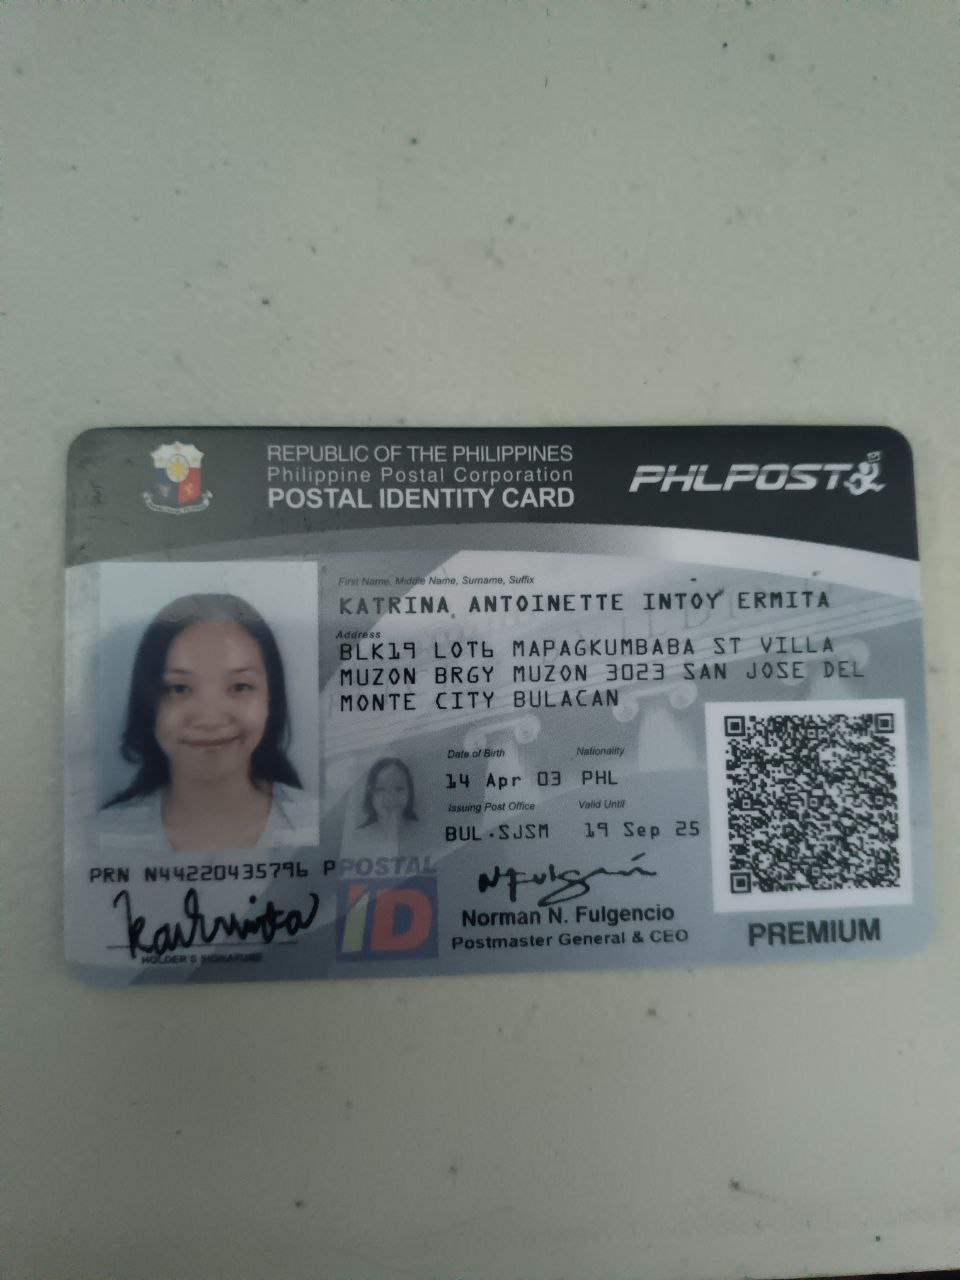 REPUBLIC OF THE PHILIPPINES
Philippine Postal Corporation
POSTAL IDENTITY CARD
PHLPOST
First Name, Middle Name, Surname, Suffix
KATRINA ANTOINETTE INTOY ERMITA
Address
BLK19 LOT6 MAPAGKUMBABA ST VILLA
MUZON BRGY MUZON 3023 SAN JOSE DEL
MONTE CITY BULACAN
Date of Birth Nationality
14 Apr 03 PHL
Issuing Post Office Valid Until
BUL.SJSM 19 Sep 25
PRN N44220435796 P
POSTAL
iD
HOLDER'S SIGNATURE
Norman N. Fulgencio
Postmaster General & CEO
PREMIUM